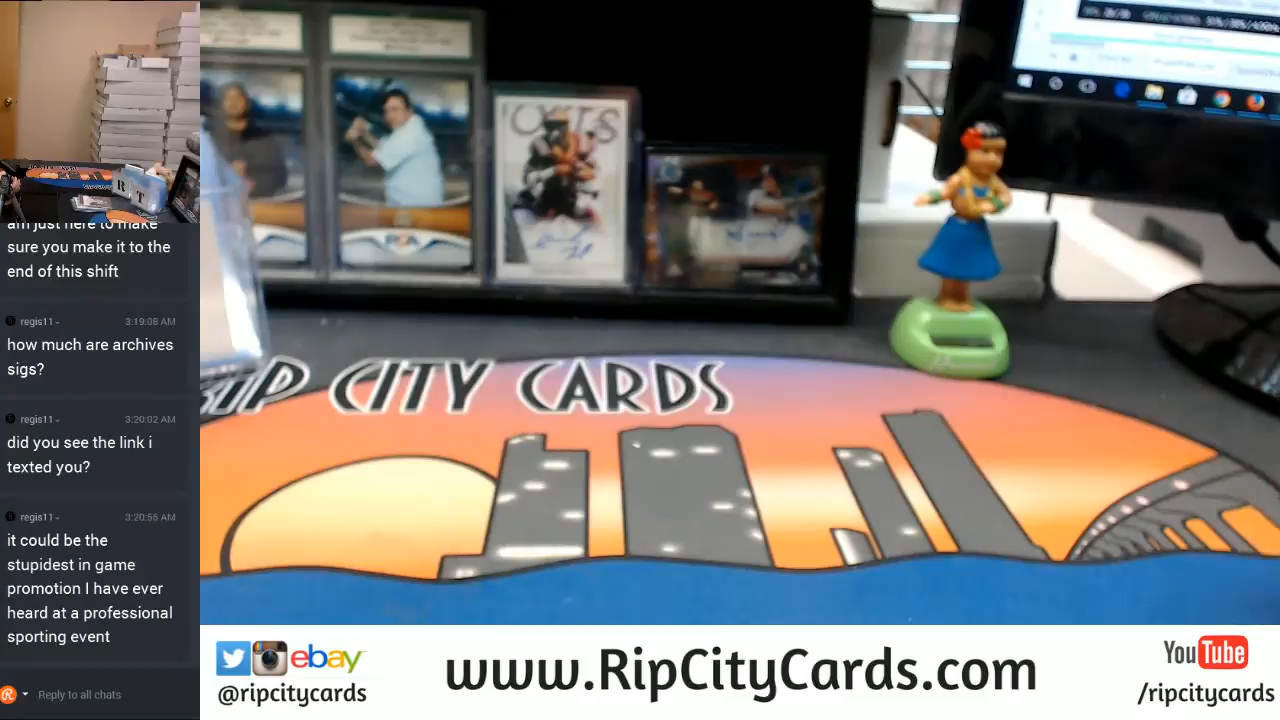 am just here to make
sure you make it to the
end of this shift
regis11 -
3:19:08 AM
how much are archives
sigs?
regis11 -
3:20:02 AM
did you see the link i
texted you?
regis11 -
3:20:55 AM
it could be the
stupidest in game
promotion I have ever
heard at a professional
sporting event
Reply to all chats
R T
RIP CITY CARDS
ebay
@ripcitycards
www.RipCityCards.com
YouTube
/ripcitycards